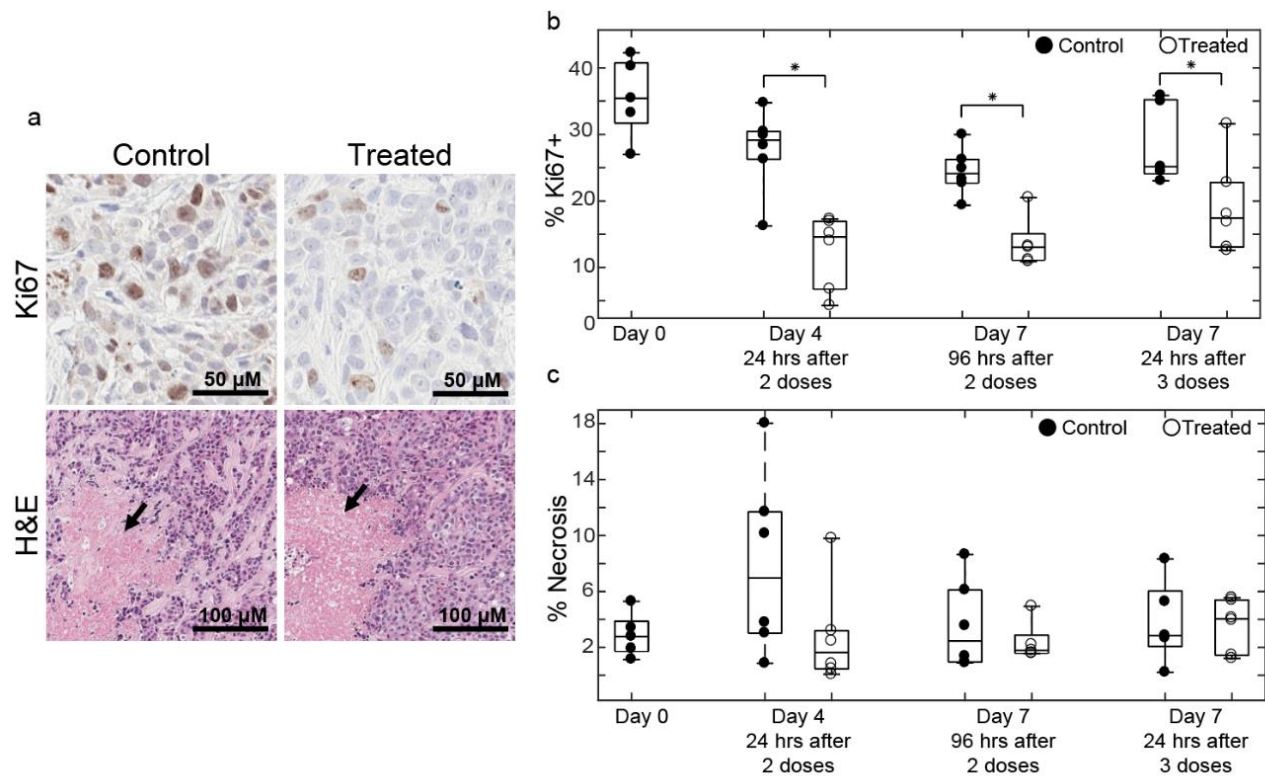 a
Control
Treated
Ki67
50 µM
50 µM
H&E
100 µM
100 µM
b
Control
Treated
% Ki67+
40
30
20
10
0
*
*
*
Day 0
Day 4
24 hrs after
2 doses
Day 7
96 hrs after
2 doses
Day 7
24 hrs after
3 doses
c
Control
Treated
% Necrosis
18
14
10
6
2
Day 0
Day 4
24 hrs after
2 doses
Day 7
96 hrs after
2 doses
Day 7
24 hrs after
3 doses